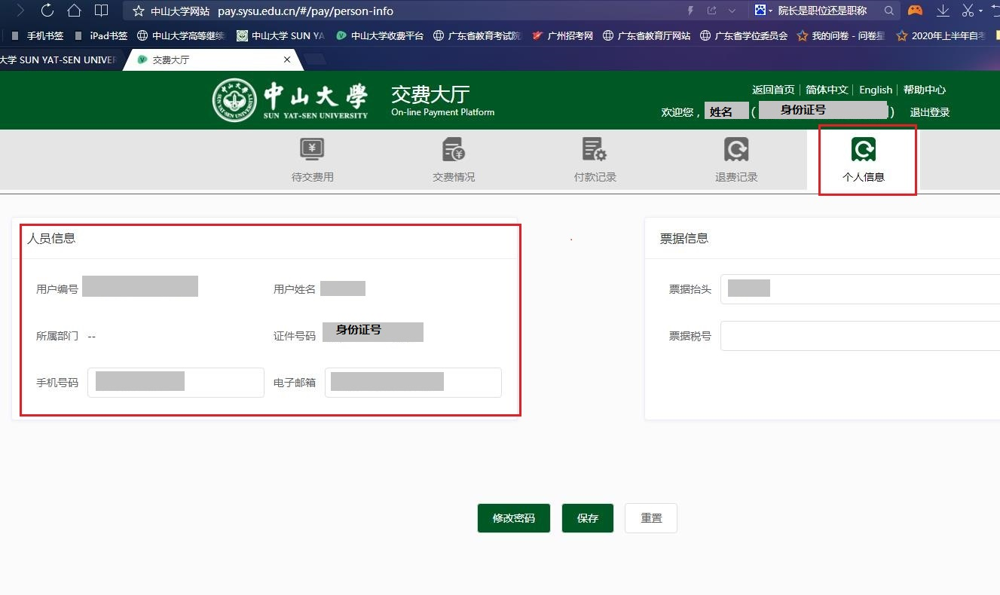 中山大学网站 pay.sysu.edu.cn/#/pay/person-info 院长是职位还是职称
手机书签 iPad书签 中山大学高等继续 中山大学 SUN YA 中山大学收费平台 广东省教育考试院 广州招考网 广东省教育厅网站 广东省学位委员会 我的问卷 - 问卷星 2020年上半年自考
大学 SUN YAT-SEN UNIVER 交费大厅
返回首页 简体中文 English 帮助中心
中山大學 交费大厅
SUN YAT-SEN UNIVERSITY On-line Payment Platform
欢迎您， 姓名 ( 身份证号 ) 退出登录
待交费用 交费情况 付款记录 退费记录 个人信息
人员信息 票据信息
用户编号 用户姓名 票据抬头
所属部门 -- 证件号码 身份证号 票据税号
手机号码 电子邮箱
修改密码 保存 重置